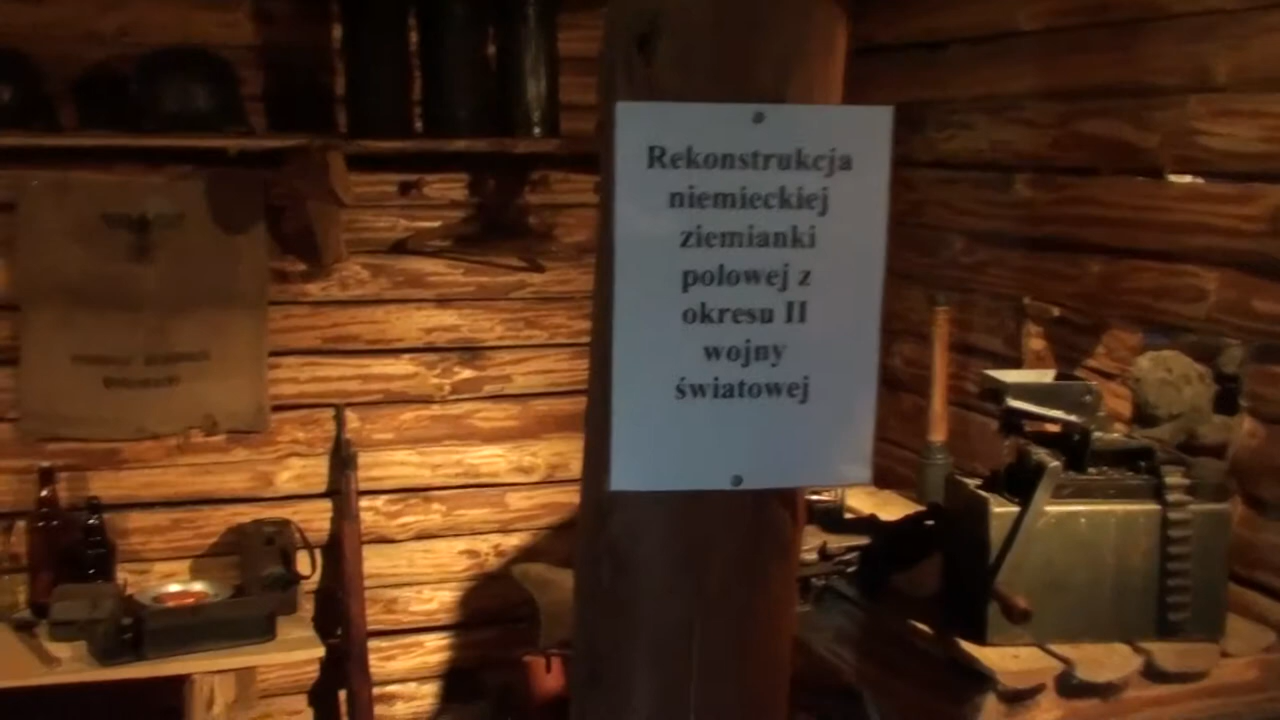 Rekonstrukcja
niemieckiej
ziemianki
polowej z
okresu II
wojny
światowej